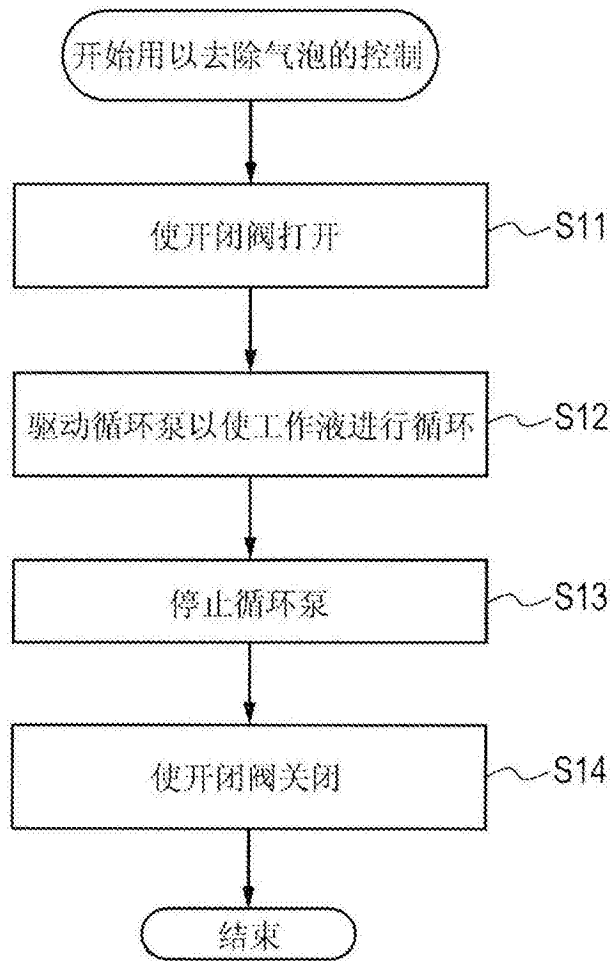 开始用以去除气泡的控制
使开闭阀打开
S11
驱动循环泵以使工作液进行循环
S12
停止循环泵
S13
使开闭阀关闭
S14
结束